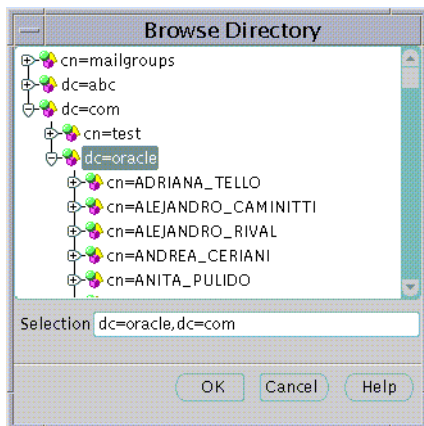 Browse Directory
cn=mailgroups
dc=abc
dc=com
cn=test
dc=oracle
cn=ADRIANA_TELLO
cn=ALEJANDRO_CAMINITTI
cn=ALEJANDRO_RIVAL
cn=ANDREA_CERIANI
cn=ANITA_PULIDO
Selection dc=oracle,dc=com
OK Cancel Help